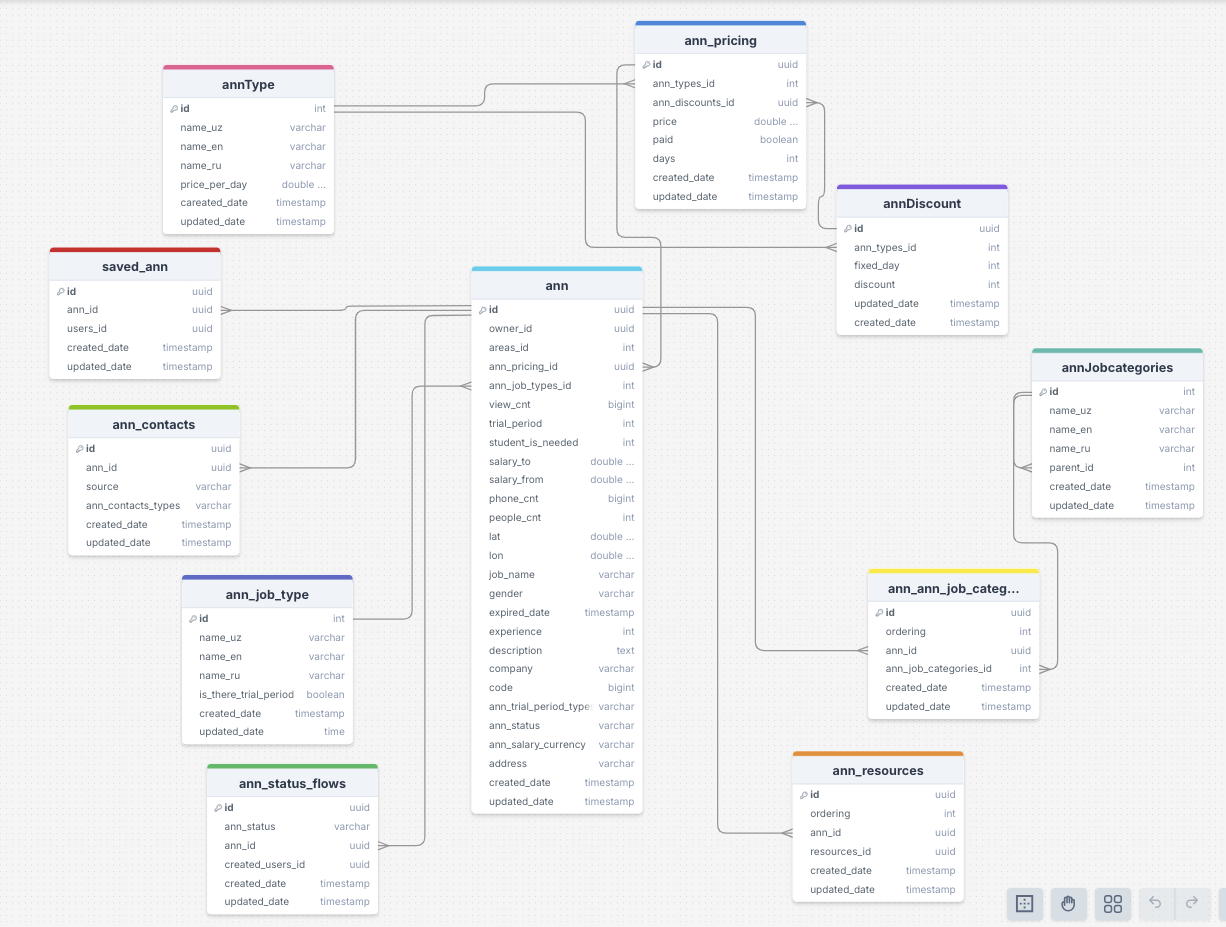 ann_pricing
id uuid
ann_types_id int
ann_discounts_id uuid
price double ...
paid boolean
days int
created_date timestamp
updated_date timestamp
annType
id int
name_uz varchar
name_en varchar
name_ru varchar
price_per_day double ...
careated_date timestamp
updated_date timestamp
annDiscount
id uuid
ann_types_id int
fixed_day int
discount int
updated_date timestamp
created_date timestamp
saved_ann
id uuid
ann_id uuid
users_id uuid
created_date timestamp
updated_date timestamp
ann
id uuid
owner_id uuid
areas_id int
ann_pricing_id uuid
ann_job_types_id int
view_cnt bigint
trial_period int
student_is_needed int
salary_to double ...
salary_from double ...
phone_cnt bigint
people_cnt int
lat double ...
lon double ...
job_name varchar
gender varchar
expired_date timestamp
experience int
description text
company varchar
code bigint
ann_trial_period_type varchar
ann_status varchar
ann_salary_currency varchar
address varchar
created_date timestamp
updated_date timestamp
annJobcategories
id int
name_uz varchar
name_en varchar
name_ru varchar
parent_id int
created_date timestamp
updated_date timestamp
ann_contacts
id uuid
ann_id uuid
source varchar
ann_contacts_types varchar
created_date timestamp
updated_date timestamp
ann_job_type
id int
name_uz varchar
name_en varchar
name_ru varchar
is_there_trial_period boolean
created_date timestamp
updated_date time
ann_ann_job_categ...
id uuid
ordering int
ann_id uuid
ann_job_categories_id int
created_date timestamp
updated_date timestamp
ann_status_flows
id uuid
ann_status varchar
ann_id uuid
created_users_id uuid
created_date timestamp
updated_date timestamp
ann_resources
id uuid
ordering int
ann_id uuid
resources_id uuid
created_date timestamp
updated_date timestamp